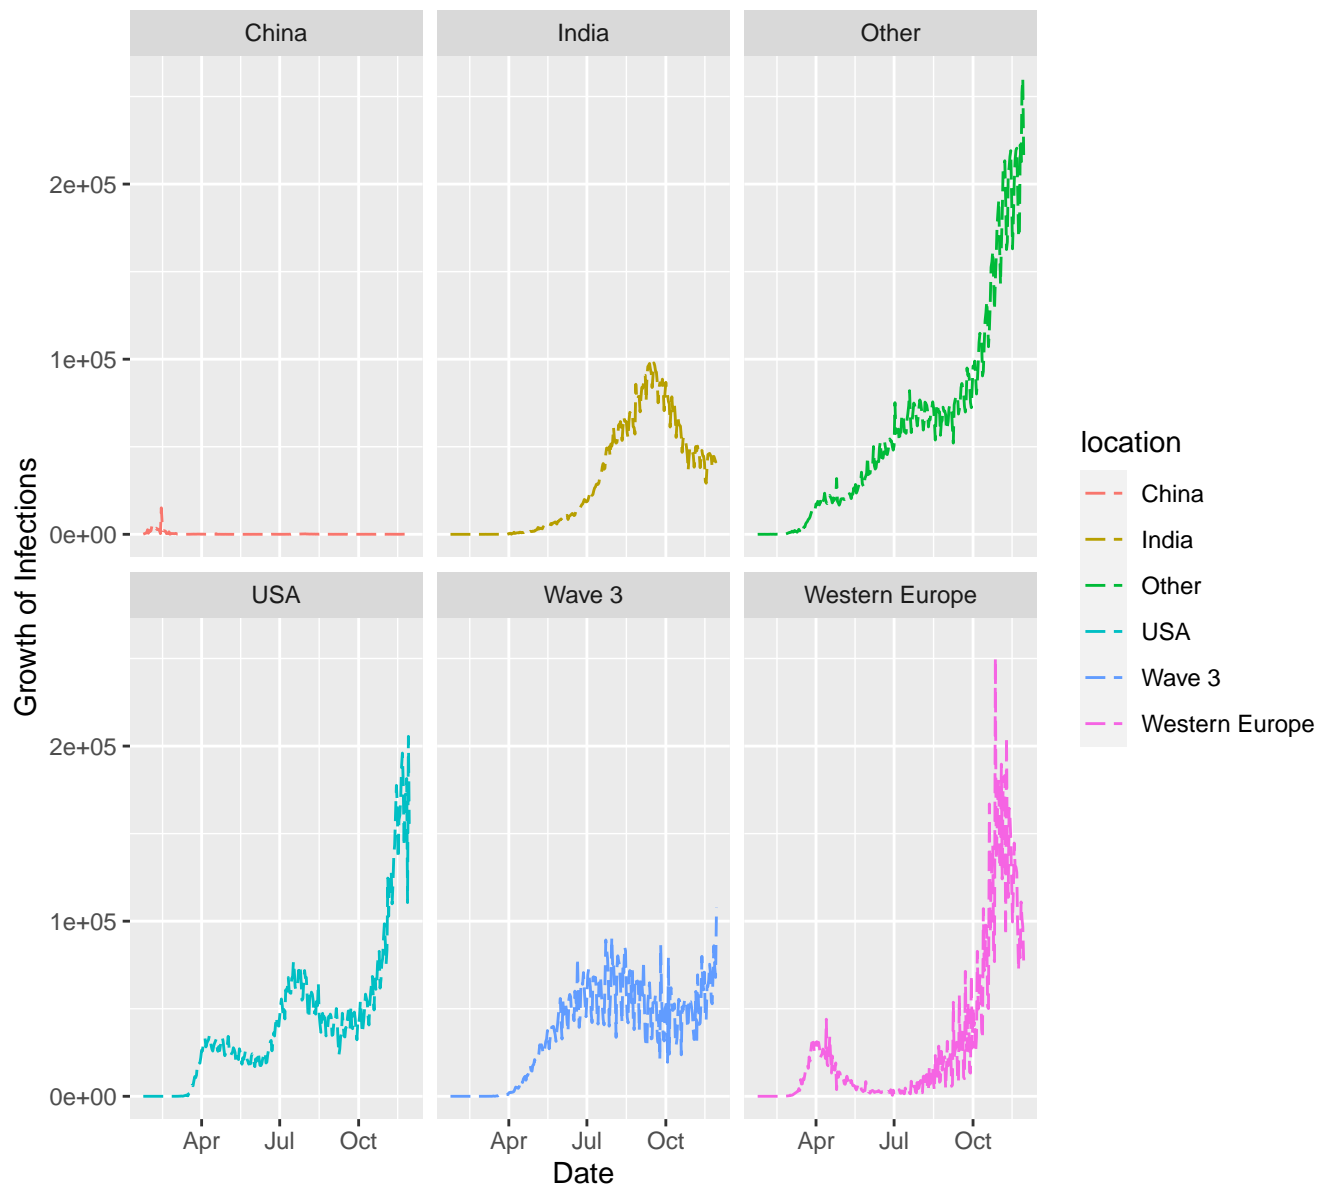 China
India
Other
2e+05
1e+05
0e+00
USA
Wave 3
Western Europe
2e+05
1e+05
0e+00
Apr
Jul
Oct
Apr
Jul
Oct
Apr
Jul
Oct
Date
Growth of Infections
location
China
India
Other
USA
Wave 3
Western Europe